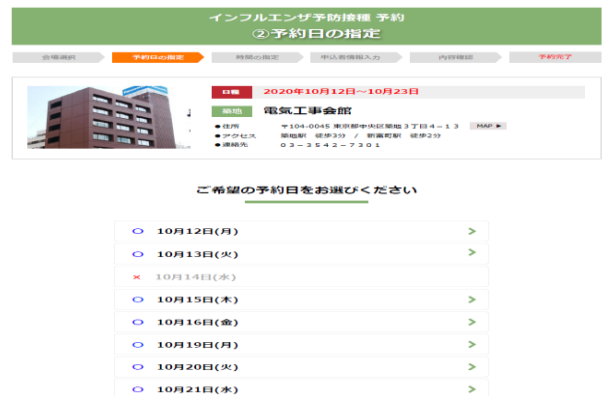 インフルエンザ予防接種 予約
②予約日の指定
会場選択 予約日の指定 時間の指定 申込者情報入力 内容確認 予約完了
日程 2020年10月12日～10月23日
築地 電気工事会館
●住所 〒104-0045 東京都中央区築地３丁目４－１３ MAP ▶
●アクセス 築地駅 徒歩3分 / 新富町駅 徒歩2分
●連絡先 ０３－３５４２－７３０１
ご希望の予約日をお選びください
○ 10月12日(月) >
○ 10月13日(火) >
× 10月14日(水)
○ 10月15日(木) >
○ 10月16日(金) >
○ 10月19日(月) >
○ 10月20日(火) >
○ 10月21日(水) >